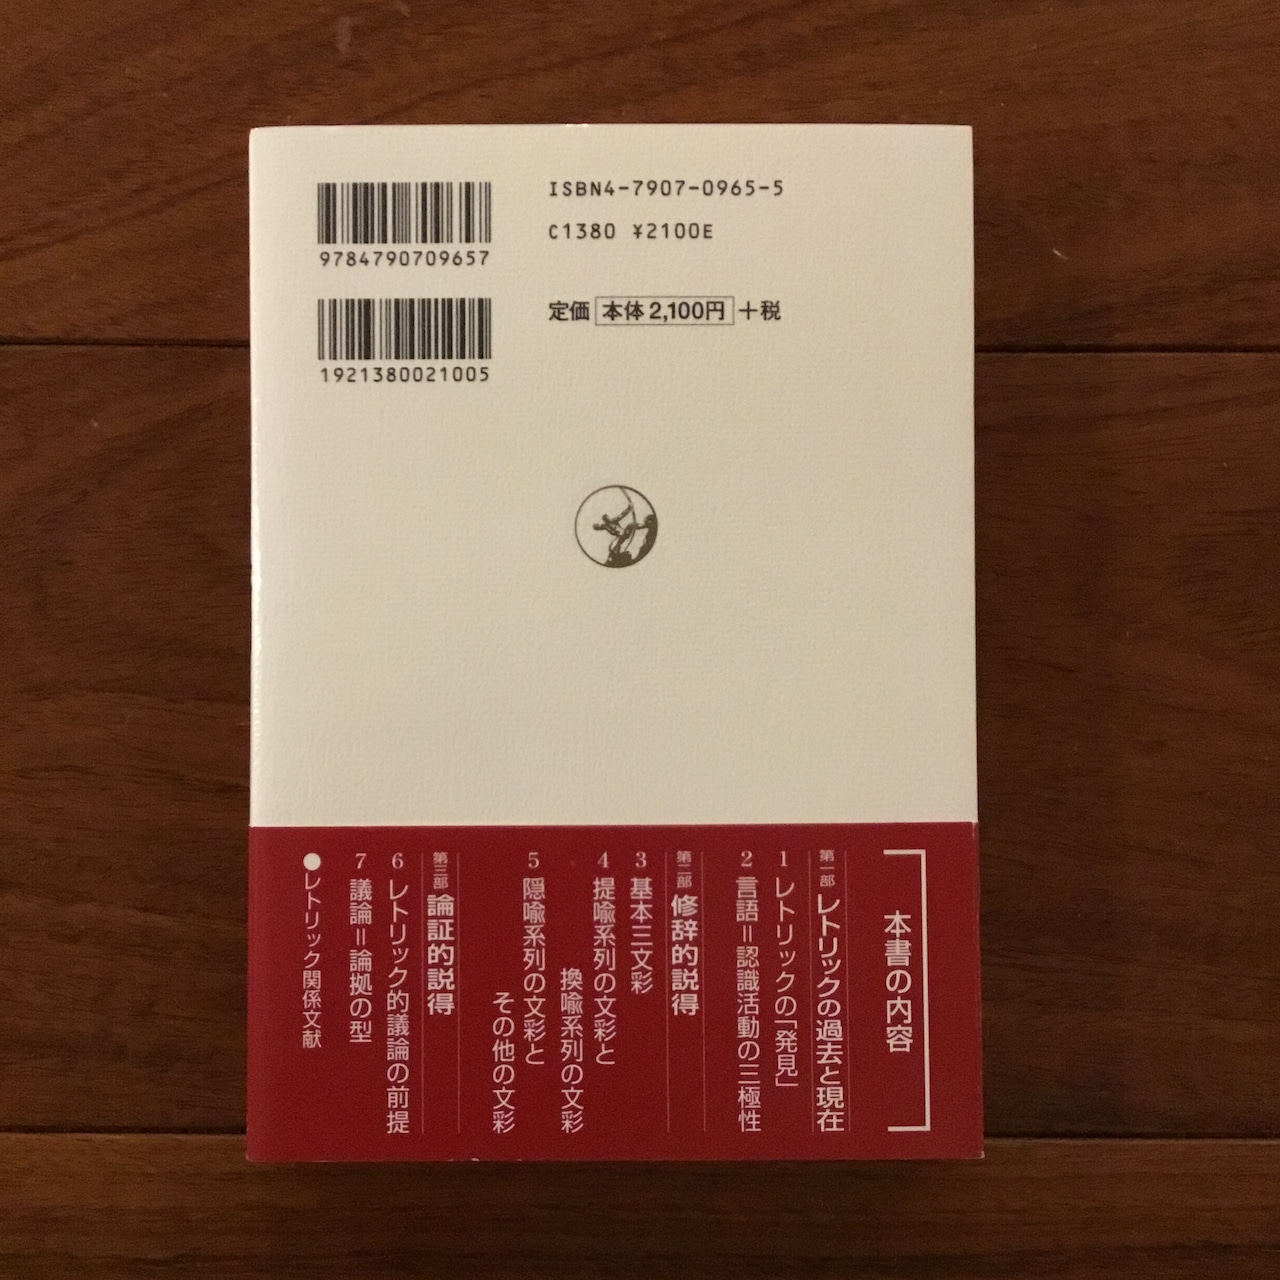 9784790709657
1921380021005
ISBN4-7907-0965-5
C1380 ¥2100E
定価 本体2,100円 +税
本書の内容
第一部 レトリックの過去と現在
1 レトリックの「発見」
2 言語＝認識活動の三極性
第二部 修辞的説得
3 基本三文彩
4 提喩系列の文彩と
換喩系列の文彩
5 隠喩系列の文彩と
その他の文彩
第三部 論証的説得
6 レトリック的議論の前提
7 議論＝論拠の型
●レトリック関係文献